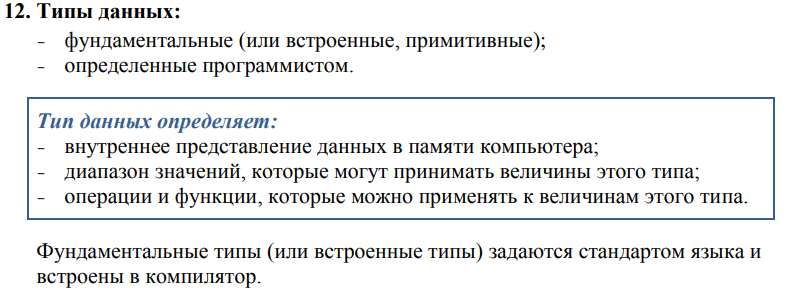 12. Типы данных:
- фундаментальные (или встроенные, примитивные);
- определенные программистом.
Тип данных определяет:
- внутреннее представление данных в памяти компьютера;
- диапазон значений, которые могут принимать величины этого типа;
- операции и функции, которые можно применять к величинам этого типа.
Фундаментальные типы (или встроенные типы) задаются стандартом языка и
встроены в компилятор.